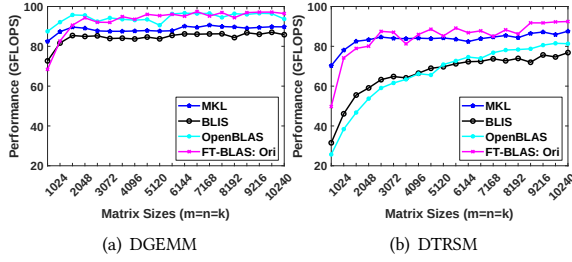 Performance (GFLOPS)
100
80
60
40
20
MKL
BLIS
OpenBLAS
FT-BLAS: Ori
1024
2048
3072
4096
5120
6144
7168
8192
9216
10240
Matrix Sizes (m=n=k)
(a) DGEMM
Performance (GFLOPS)
100
80
60
40
20
MKL
BLIS
OpenBLAS
FT-BLAS: Ori
1024
2048
3072
4096
5120
6144
7168
8192
9216
10240
Matrix Sizes (m=n=k)
(b) DTRSM